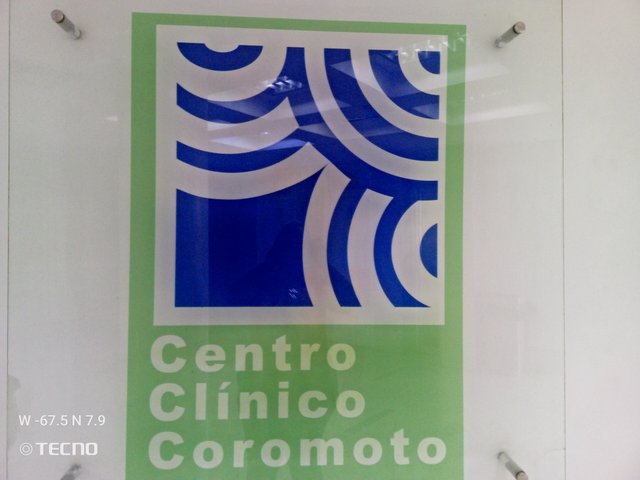 Centro
Clínico
Coromoto
W -67.5 N 7.9
© TECNO